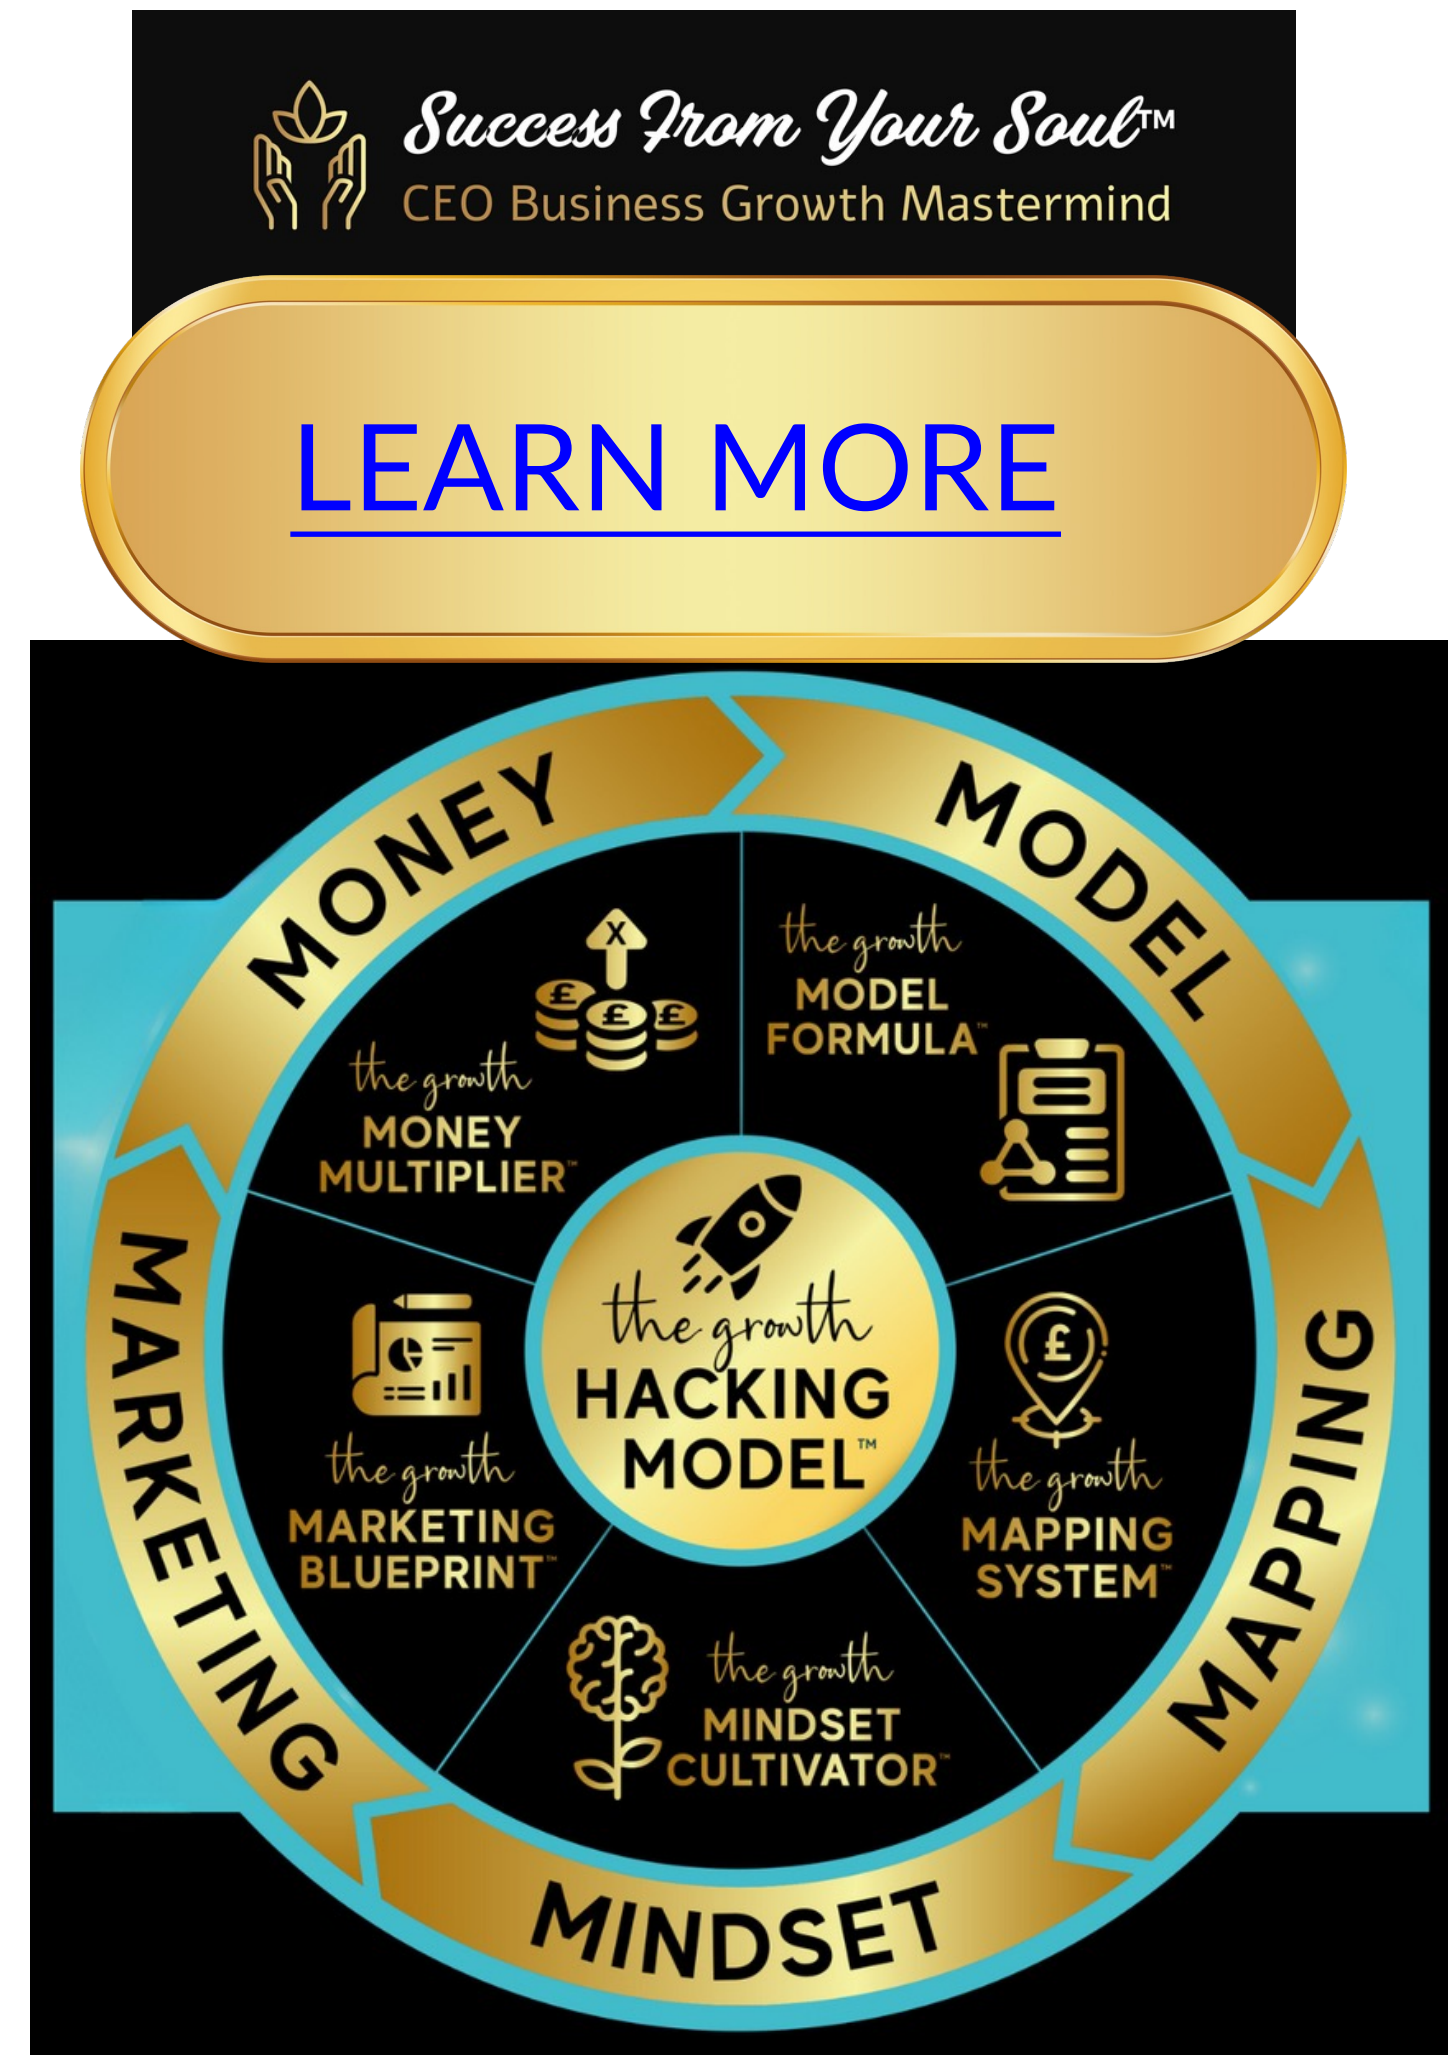 Success From Your Soul™
CEO Business Growth Mastermind
LEARN MORE
MONEY
MODEL
MAPPING
MINDSET
MARKETING
the growth
MODEL
FORMULA™
the growth
MAPPING
SYSTEM™
the growth
MINDSET
CULTIVATOR™
the growth
MARKETING
BLUEPRINT™
X
£ £ £
the growth
MONEY
MULTIPLIER™
£
the growth
HACKING
MODEL™